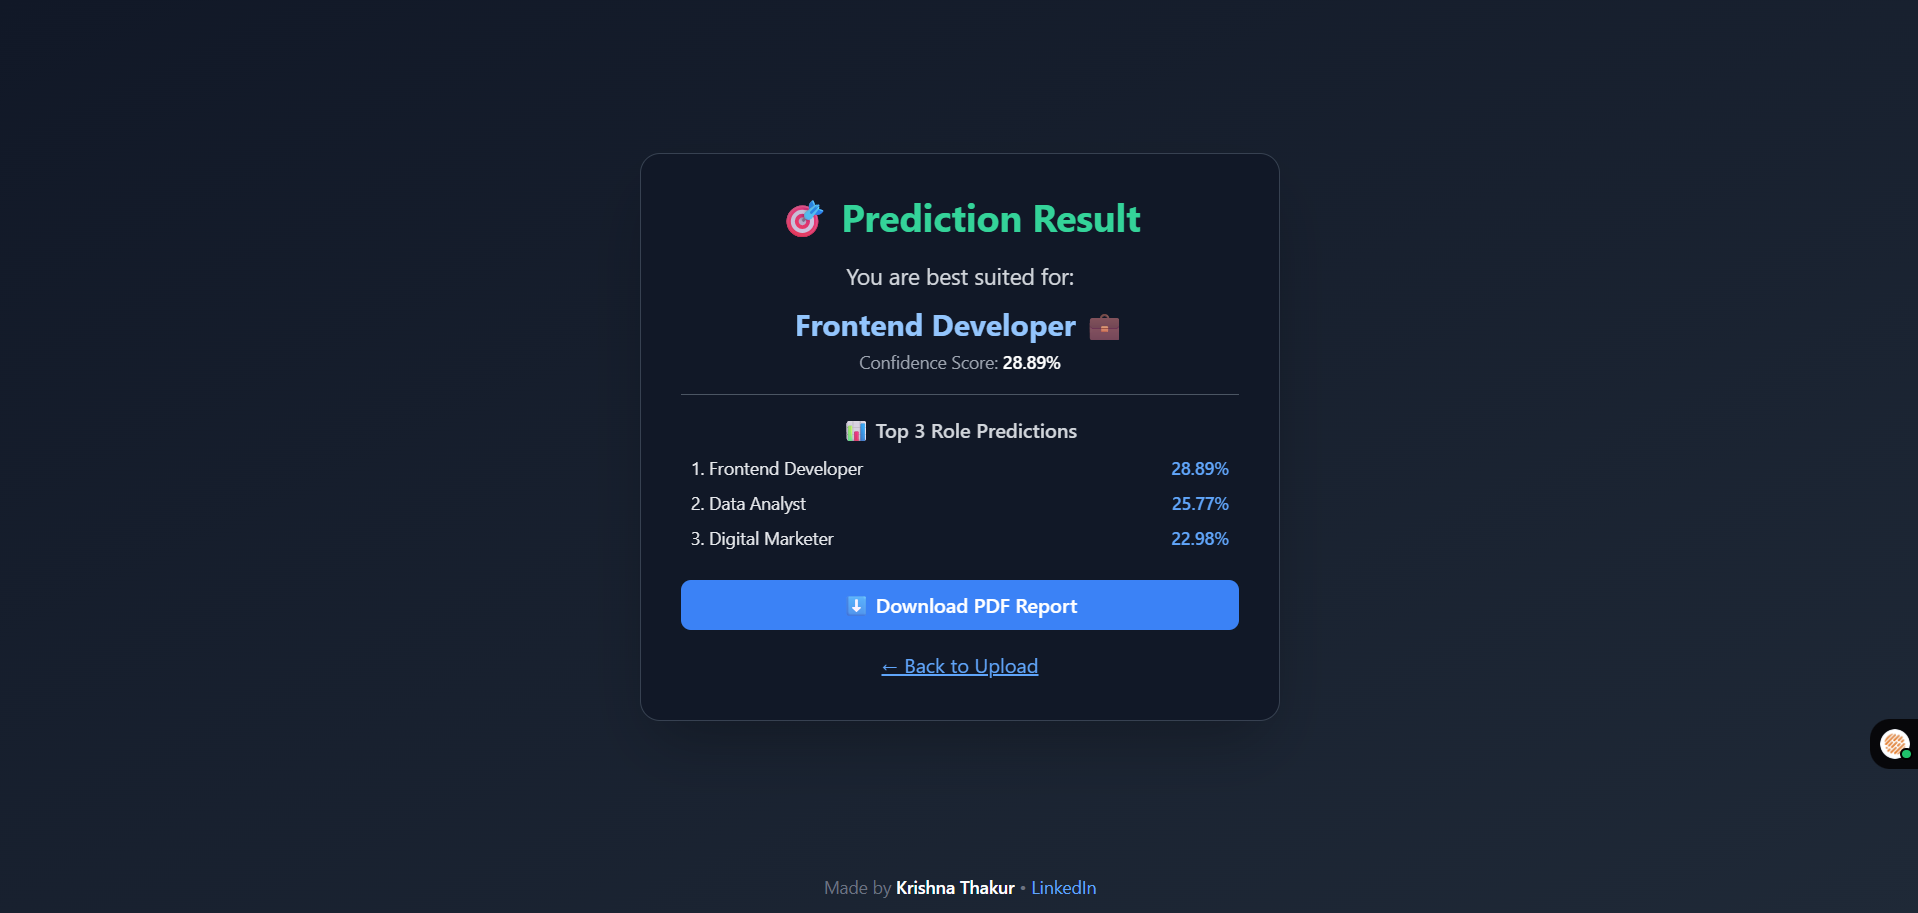 🎯 Prediction Result
You are best suited for:
Frontend Developer 💼
Confidence Score: 28.89%
📊 Top 3 Role Predictions
1. Frontend Developer 28.89%
2. Data Analyst 25.77%
3. Digital Marketer 22.98%
⬇️ Download PDF Report
← Back to Upload
Made by Krishna Thakur • LinkedIn